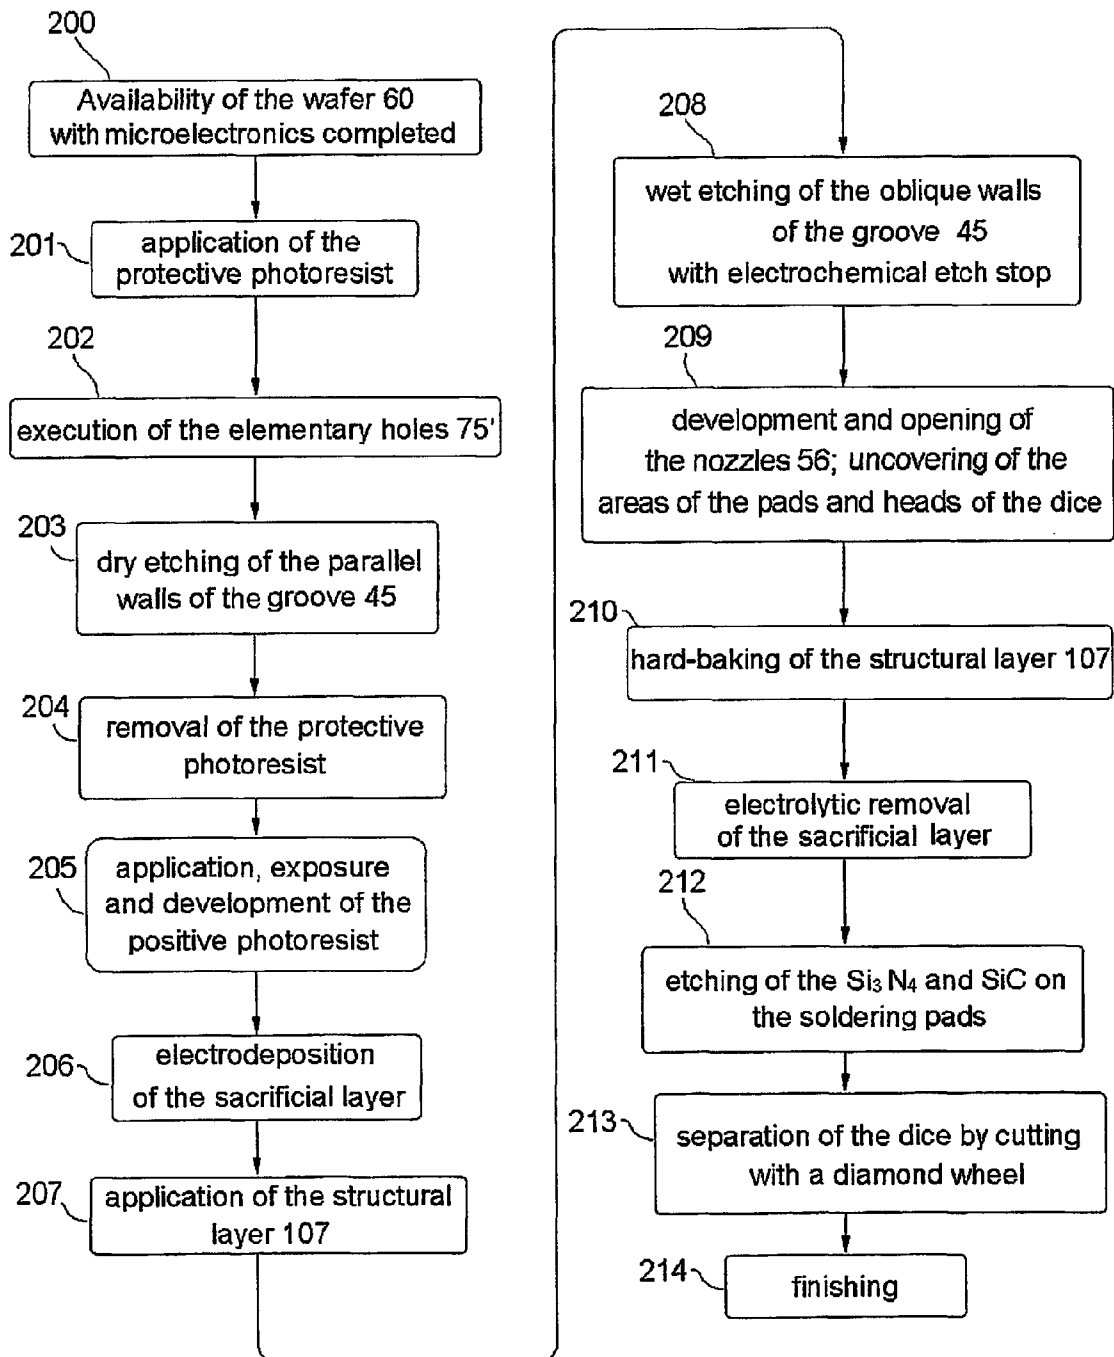 200
Availability of the wafer 60
with microelectronics completed
201
application of the
protective photoresist
202
execution of the elementary holes 75'
203
dry etching of the parallel
walls of the groove 45
204
removal of the protective
photoresist
205
application, exposure
and development of the
positive photoresist
206
electrodeposition
of the sacrificial layer
207
application of the structural
layer 107
208
wet etching of the oblique walls
of the groove 45
with electrochemical etch stop
209
development and opening of
the nozzles 56; uncovering of the
areas of the pads and heads of the dice
210
hard-baking of the structural layer 107
211
electrolytic removal
of the sacrificial layer
212
etching of the Si₃ N₄ and SiC on
the soldering pads
213
separation of the dice by cutting
with a diamond wheel
214
finishing